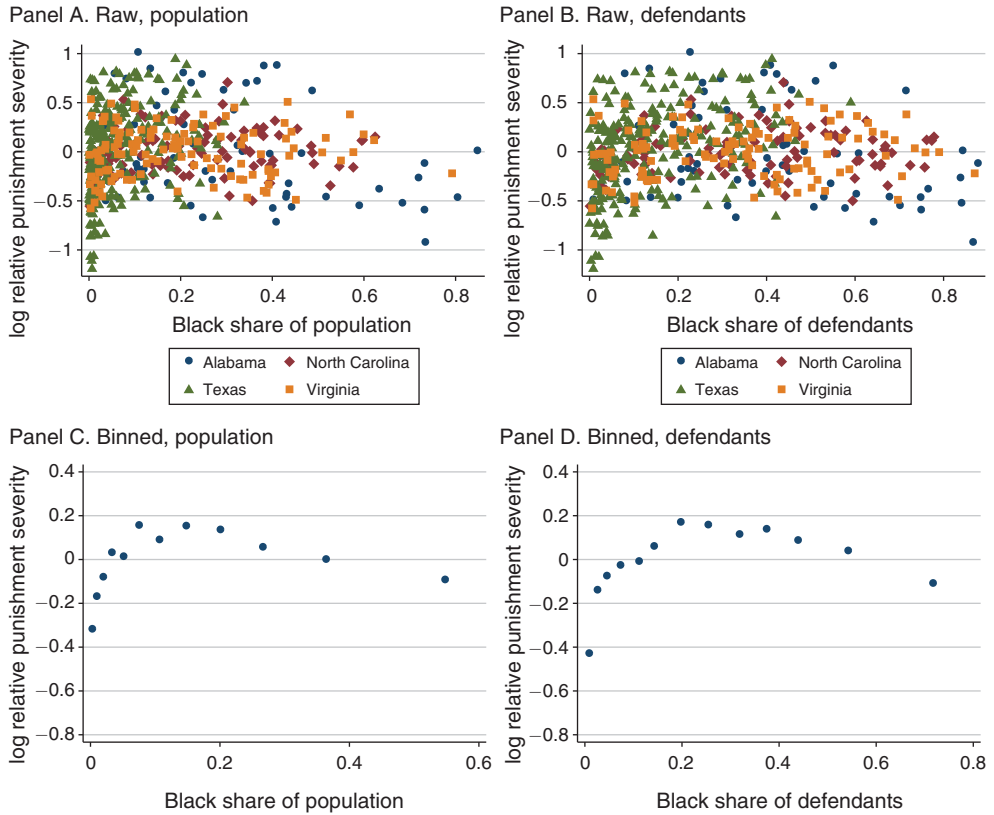 Panel A. Raw, population
log relative punishment severity
1
0.5
0
−0.5
−1
0 0.2 0.4 0.6 0.8
Black share of population
Alabama North Carolina
Texas Virginia
Panel B. Raw, defendants
log relative punishment severity
1
0.5
0
−0.5
−1
0 0.2 0.4 0.6 0.8
Black share of defendants
Alabama North Carolina
Texas Virginia
Panel C. Binned, population
log relative punishment severity
0.4
0.2
0
−0.2
−0.4
−0.6
−0.8
0 0.2 0.4 0.6
Black share of population
Panel D. Binned, defendants
log relative punishment severity
0.4
0.2
0
−0.2
−0.4
−0.6
−0.8
0 0.2 0.4 0.6 0.8
Black share of defendants